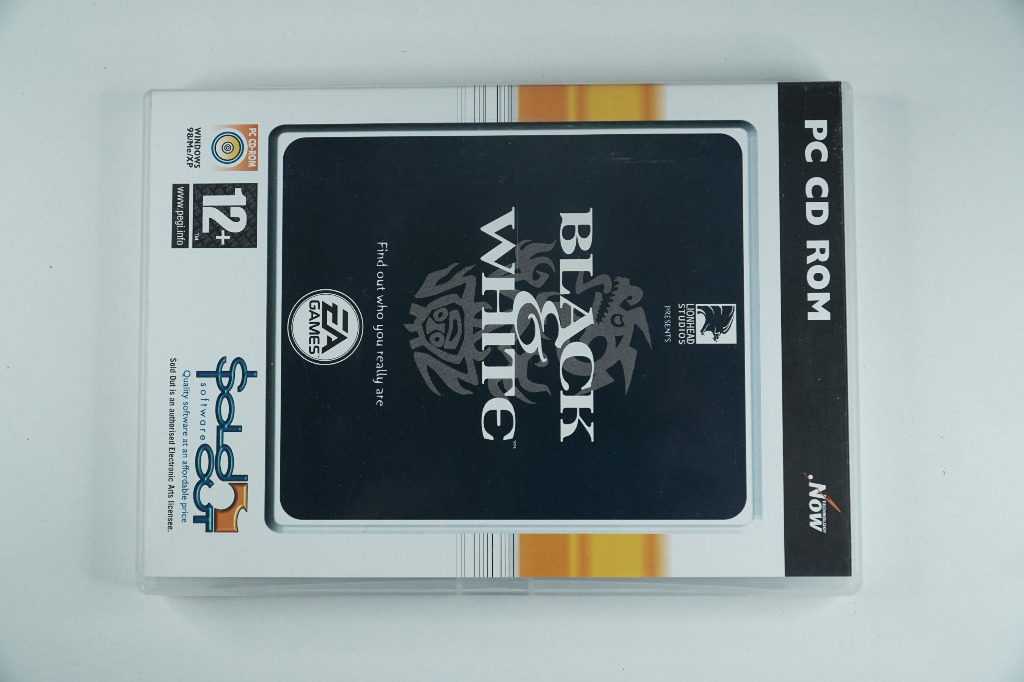 PC CD ROM
TECHNOLOGY
.NOW
LIONHEAD
STUDIOS
PRESENTS
BLACK
&
WHITE™
Find out who you really are
EA
GAMES
PC CD-ROM
WINDOWS
98/Me/XP
12+
™
www.pegi.info
Sold Out
software
Quality software at an affordable price
Sold Out is an authorised Electronic Arts licensee.